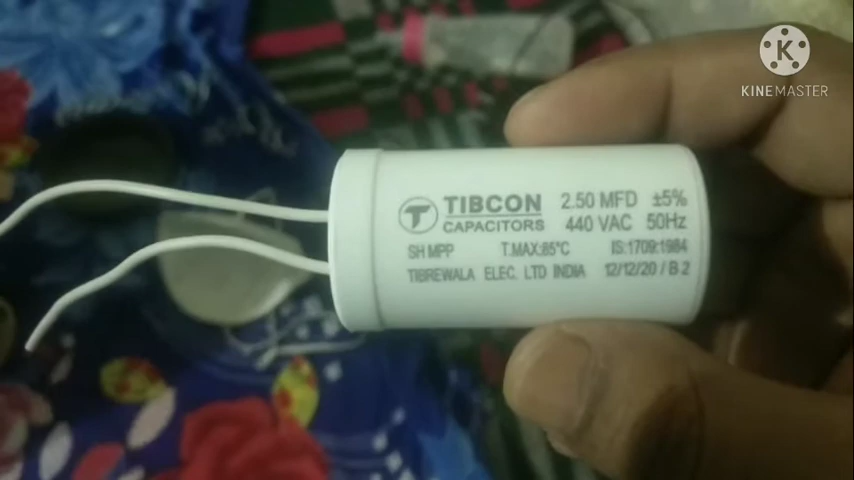 KINEMASTER
TIBCON 2.50 MFD ±5%
CAPACITORS 440 VAC 50Hz
SH MPP T.MAX:85°C IS:1709:1984
TIBREWALA ELEC. LTD INDIA 12/12/20 / B 2